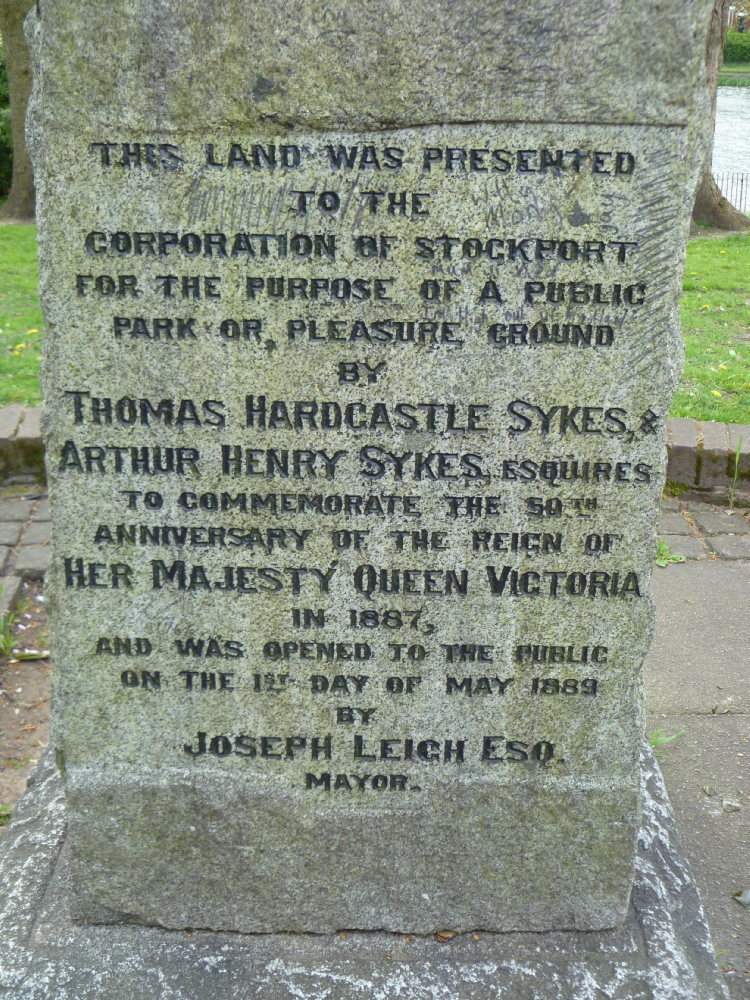 THIS LAND WAS PRESENTED
TO THE
CORPORATION OF STOCKPORT
FOR THE PURPOSE OF A PUBLIC
PARK OR, PLEASURE GROUND
BY
THOMAS HARDCASTLE SYKES, &
ARTHUR HENRY SYKES, ESQUIRES
TO COMMEMORATE THE 50TH
ANNIVERSARY OF THE REIGN OF
HER MAJESTY QUEEN VICTORIA
IN 1887,
AND WAS OPENED TO THE PUBLIC
ON THE 1ST DAY OF MAY 1889
BY
JOSEPH LEIGH ESQ.
MAYOR.